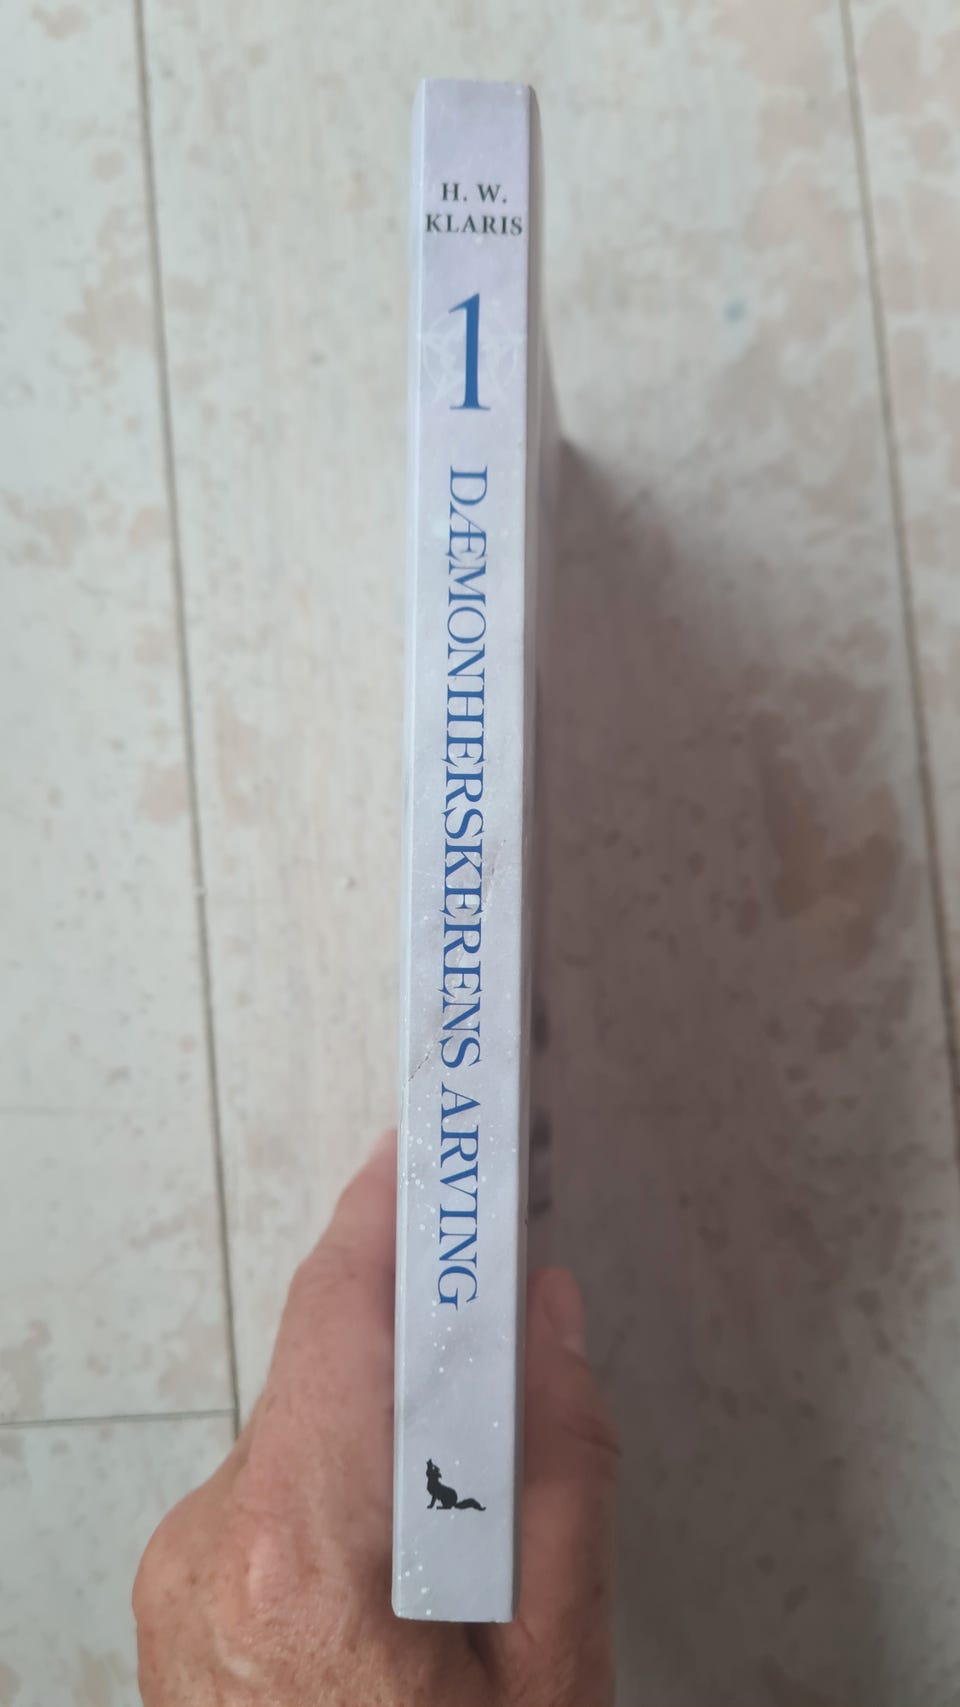 H. W.
KLARIS
1
DÆMONHERSKERENS ARVING